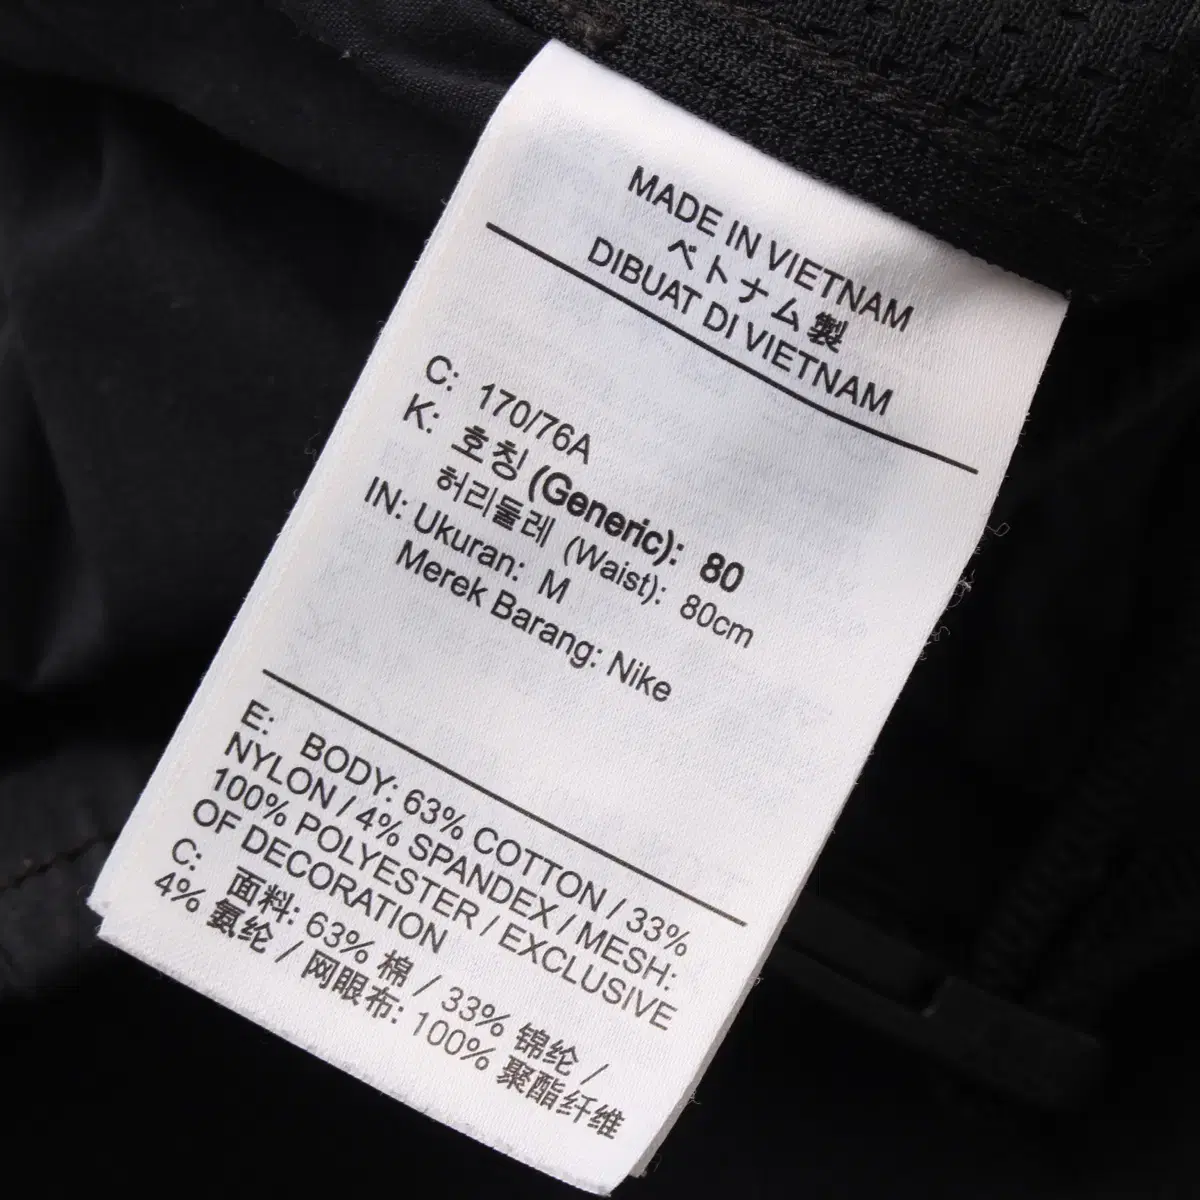 MADE IN VIETNAM
ベトナム製
DIBUAT DI VIETNAM
C: 170/76A
K: 호칭 (Generic): 80
허리둘레 (Waist): 80cm
IN: Ukuran: M
Merek Barang: Nike
E: BODY: 63% COTTON / 33%
NYLON / 4% SPANDEX / MESH:
100% POLYESTER / EXCLUSIVE
OF DECORATION
C: 面料: 63% 棉 / 33% 锦纶 /
4% 氨纶 / 网眼布: 100% 聚酯纤维